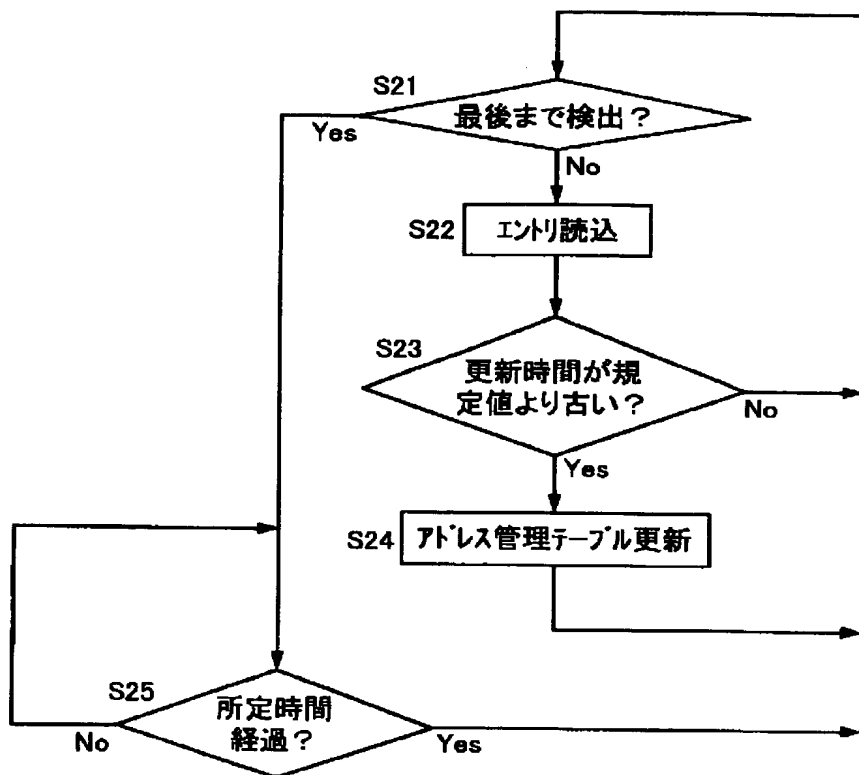 S21
最後まで検出？
Yes
No
S22
エントリ読込
S23
更新時間が規
定値より古い？
No
Yes
S24
アドレス管理テーブル更新
S25
所定時間
経過？
No
Yes